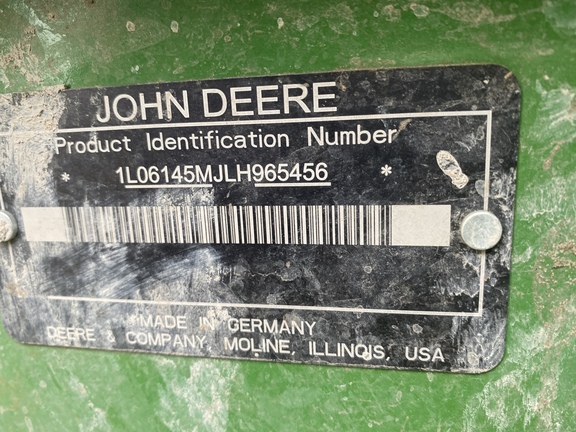 JOHN DEERE
Product Identification Number
* 1L06145MJLH965456 *
MADE IN GERMANY
DEERE & COMPANY, MOLINE, ILLINOIS, USA